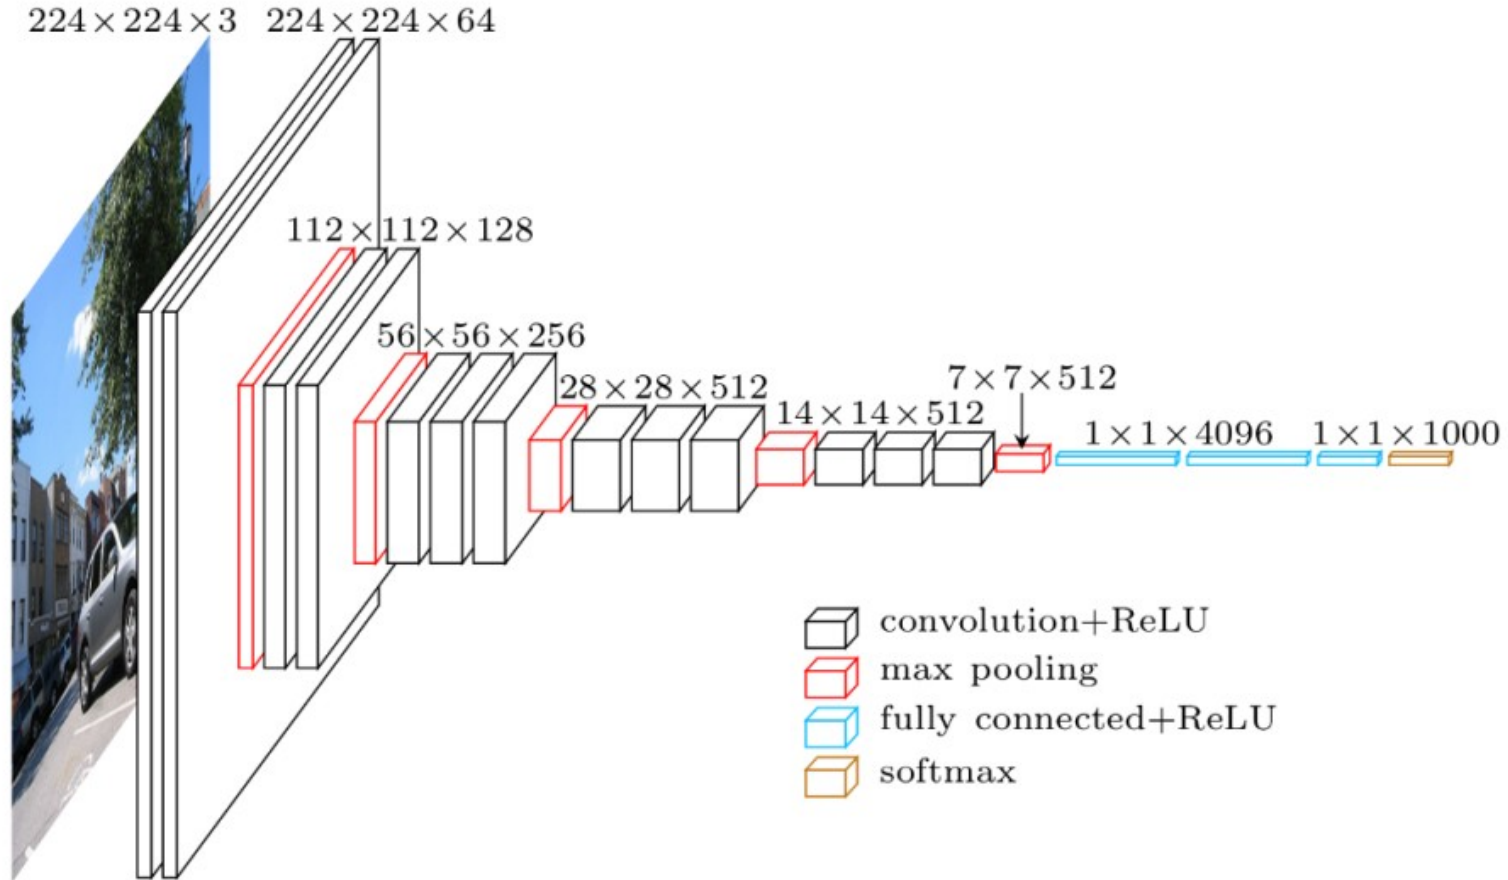 224×224×3
224×224×64
112×112×128
56×56×256
28×28×512
14×14×512
7×7×512
1×1×4096
1×1×1000
convolution+ReLU
max pooling
fully connected+ReLU
softmax